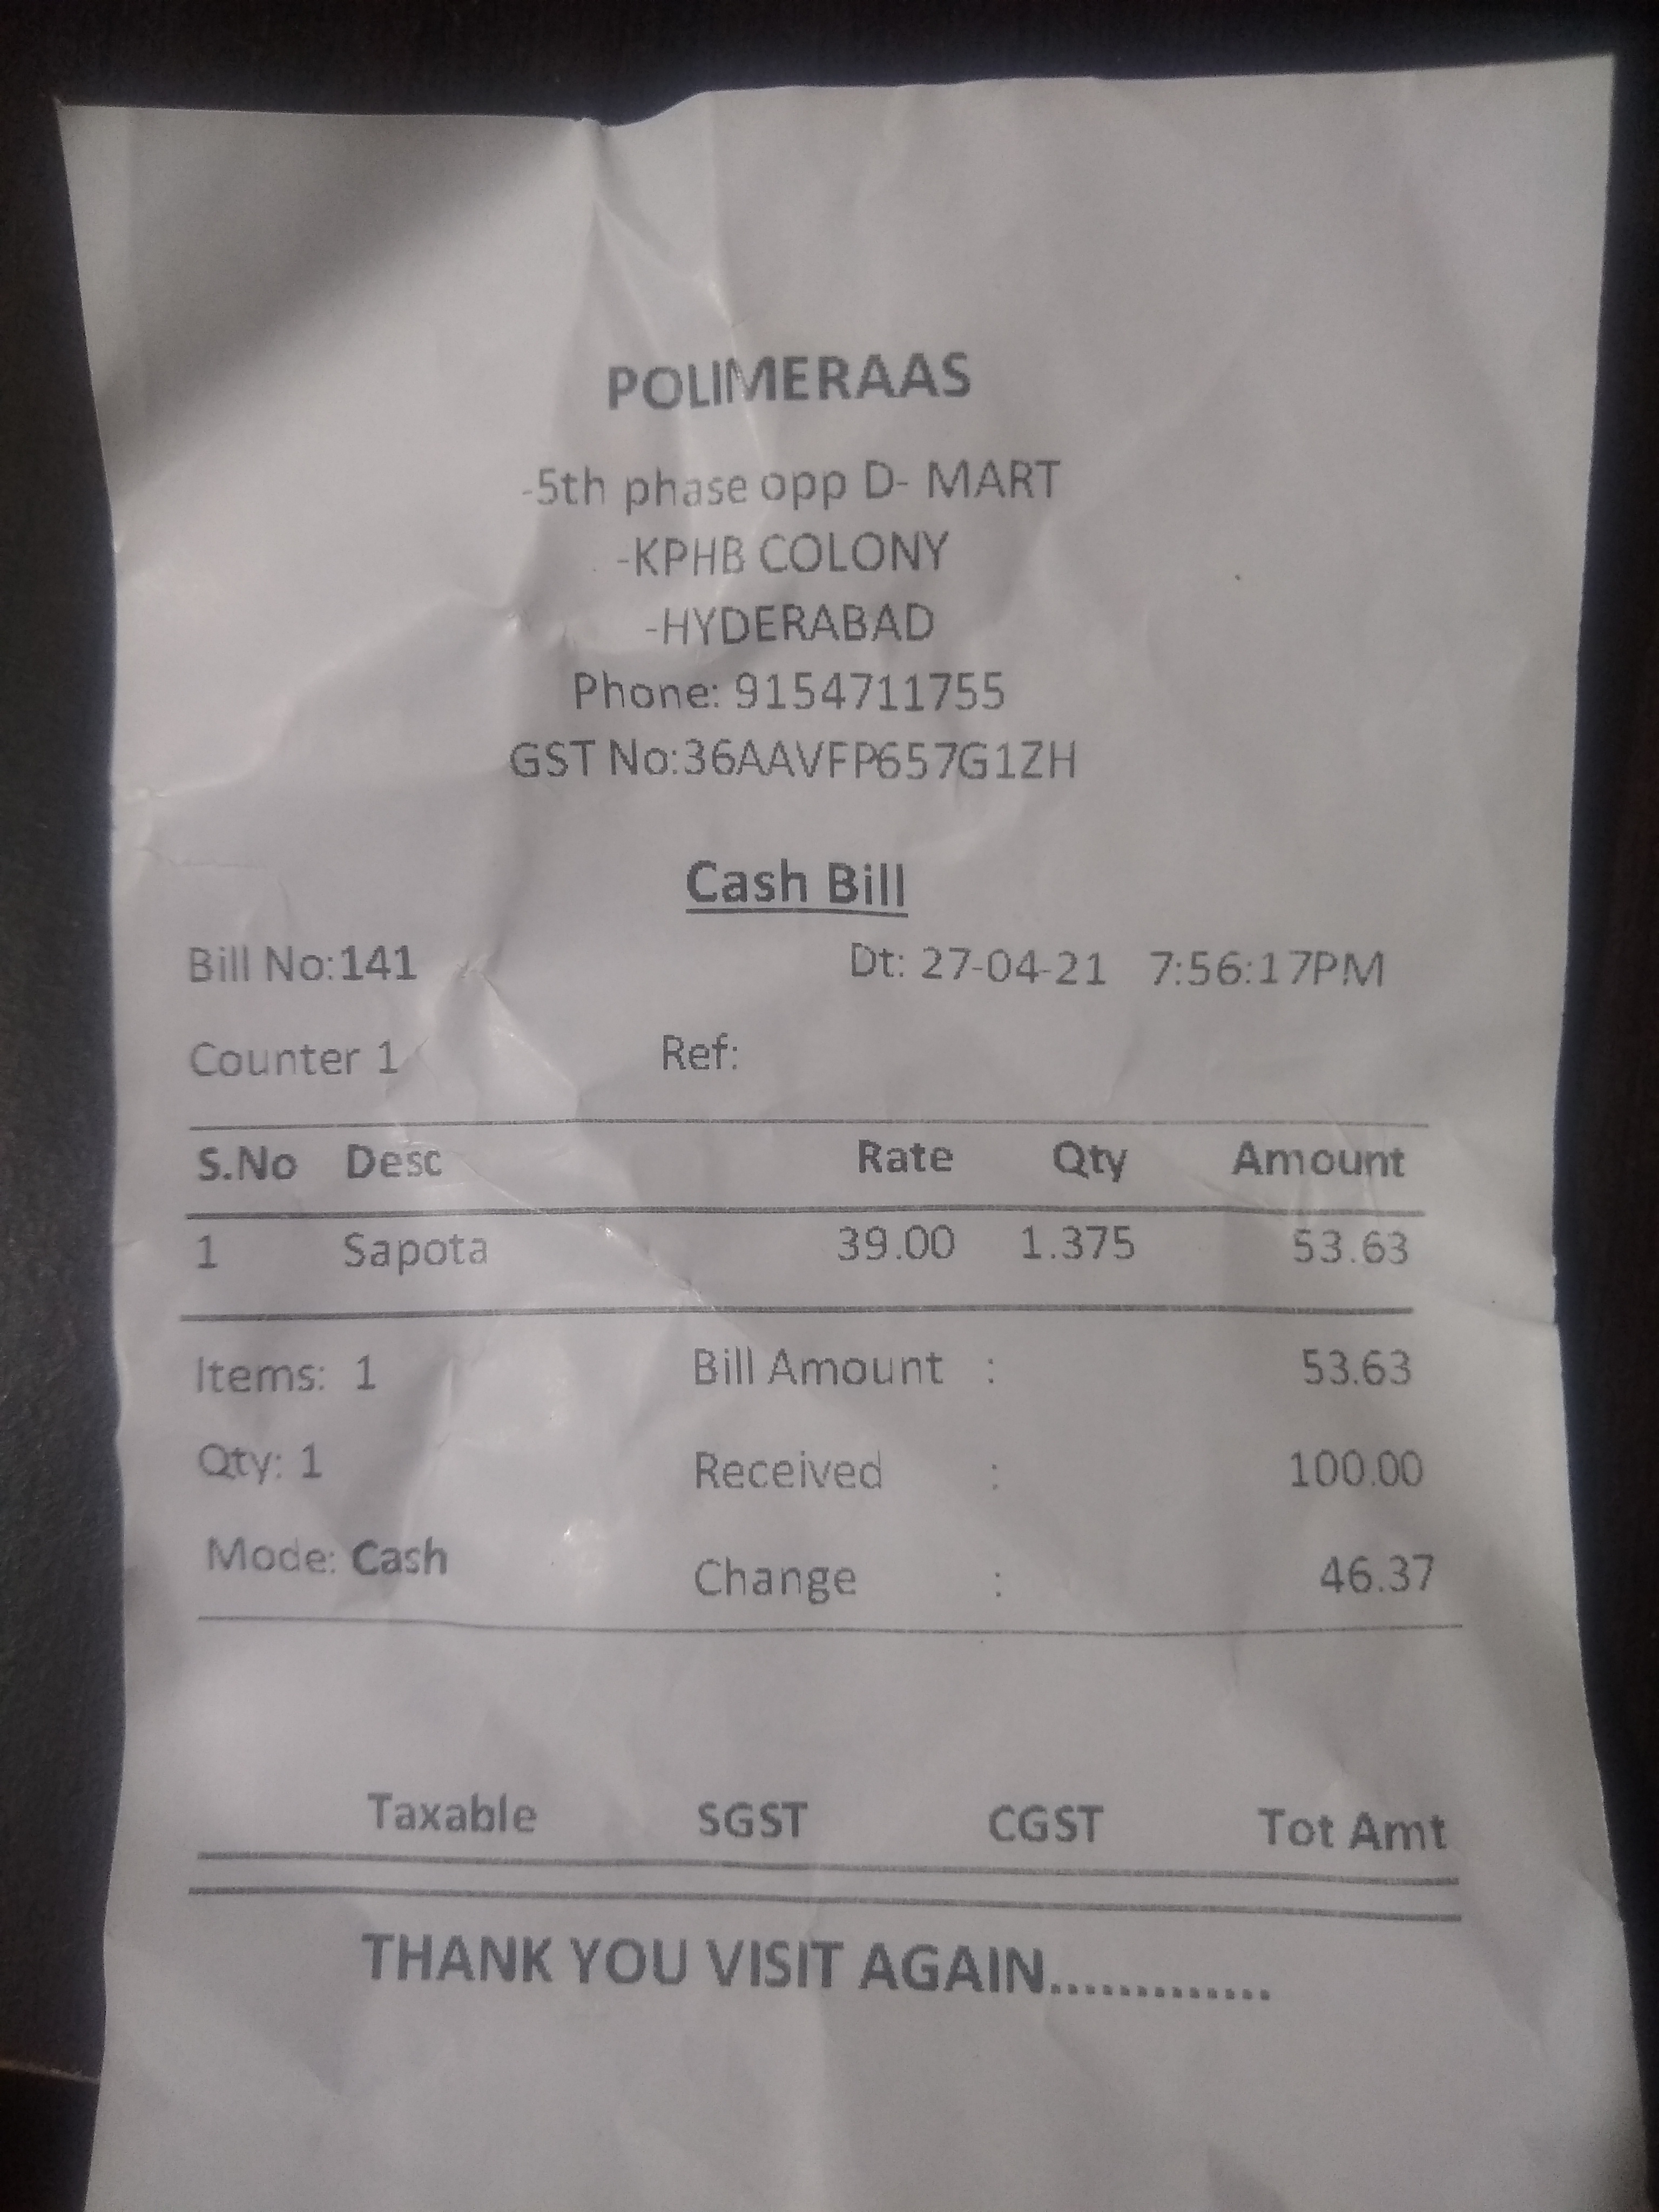 POLIMERAAS
-5th phase opp D- MART
-KPHB COLONY
-HYDERABAD
Phone: 9154711755
GST No:36AAVFP657G1ZH
Cash Bill
Bill No:141 Dt: 27-04-21 7:56:17PM
Counter 1 Ref:
S.No Desc Rate Qty Amount
1 Sapota 39.00 1.375 53.63
Items: 1 Bill Amount : 53.63
Qty: 1 Received : 100.00
Mode: Cash Change : 46.37
Taxable SGST CGST Tot Amt
THANK YOU VISIT AGAIN.............